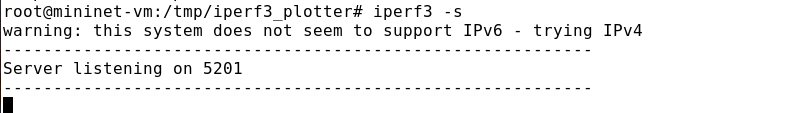 root@mininet-vm:/tmp/iperf3_plotter# iperf3 -s
warning: this system does not seem to support IPv6 - trying IPv4
-----------------------------------------------------------
Server listening on 5201
-----------------------------------------------------------